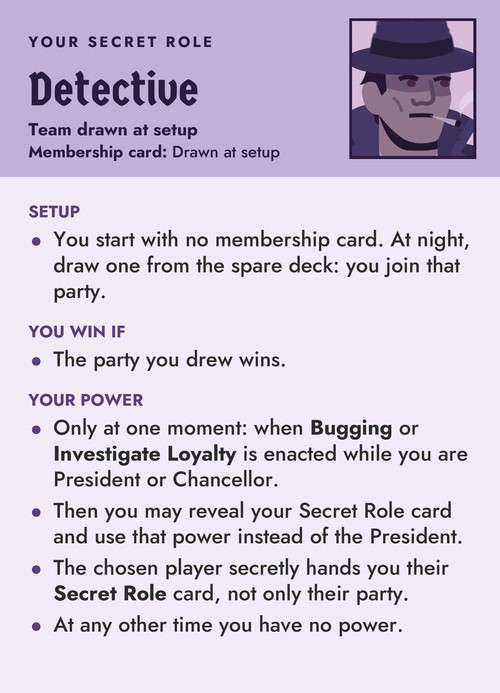 YOUR SECRET ROLE
Detective
Team drawn at setup
Membership card: Drawn at setup
SETUP
• You start with no membership card. At night,
draw one from the spare deck: you join that
party.
YOU WIN IF
• The party you drew wins.
YOUR POWER
• Only at one moment: when Bugging or
Investigate Loyalty is enacted while you are
President or Chancellor.
• Then you may reveal your Secret Role card
and use that power instead of the President.
• The chosen player secretly hands you their
Secret Role card, not only their party.
• At any other time you have no power.